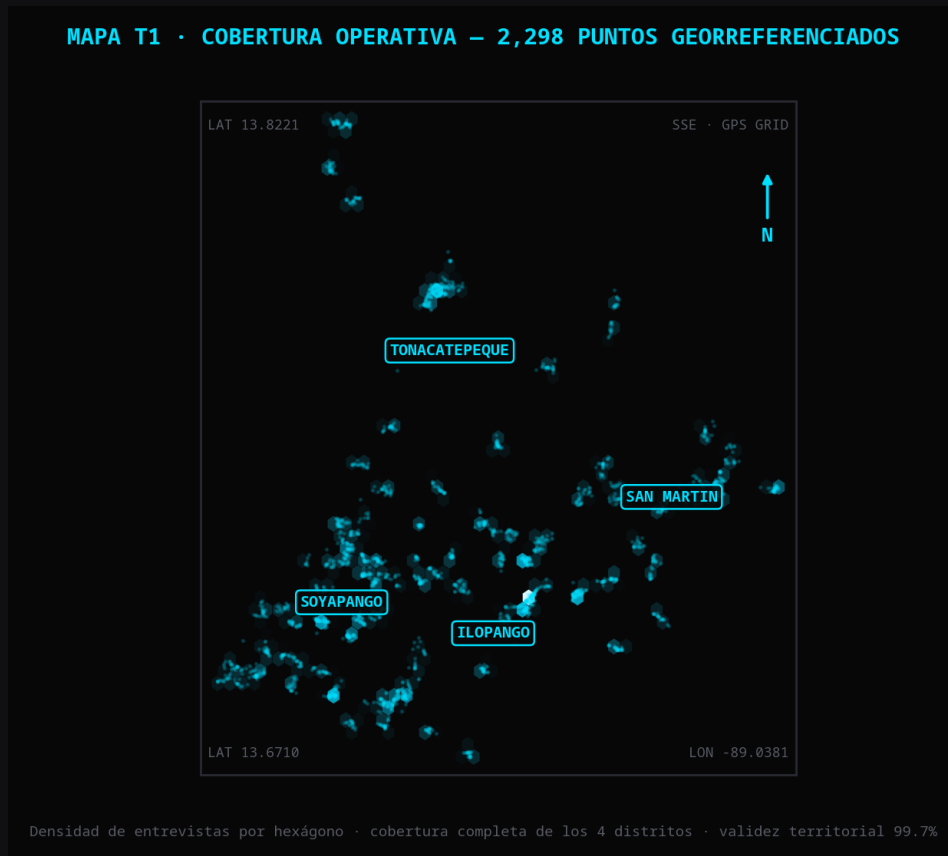 MAPA T1 · COBERTURA OPERATIVA — 2,298 PUNTOS GEORREFERENCIADOS
LAT 13.8221
SSE · GPS GRID
N
TONACATEPEQUE
SAN MARTIN
SOYAPANGO
ILOPANGO
LAT 13.6710
LON -89.0381
Densidad de entrevistas por hexágono · cobertura completa de los 4 distritos · validez territorial 99.7%